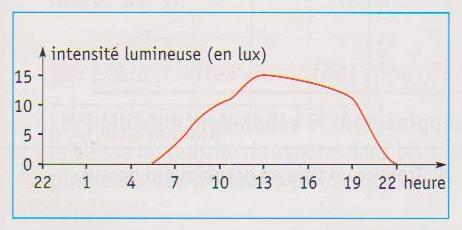 intensité lumineuse (en lux)
15
10
5
0
22 1 4 7 10 13 16 19 22 heure